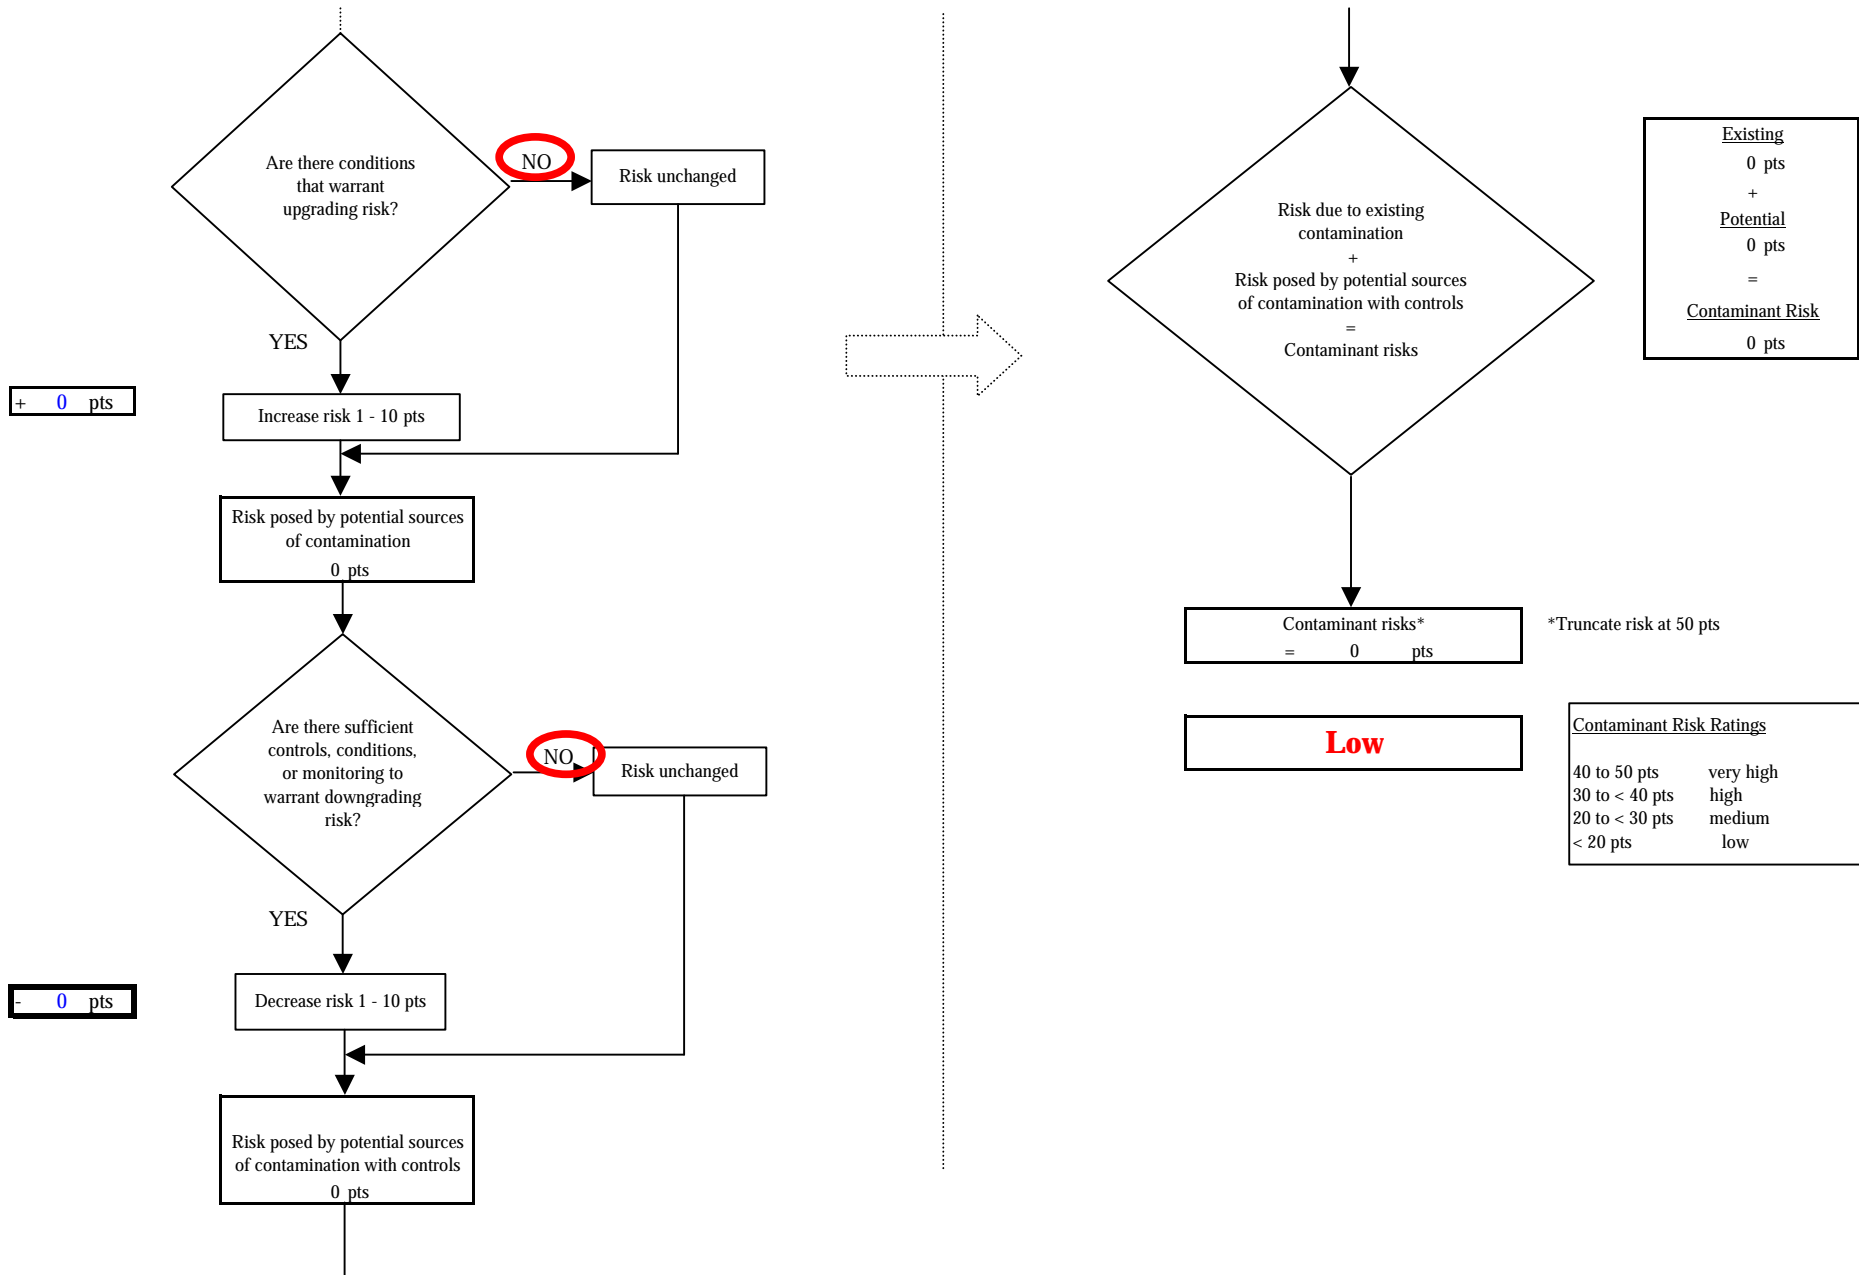 Are there conditions
that warrant
upgrading risk?
NO
Risk unchanged
YES
+ 0 pts
Increase risk 1 - 10 pts
Risk posed by potential sources
of contamination
0 pts
Are there sufficient
controls, conditions,
or monitoring to
warrant downgrading
risk?
NO
Risk unchanged
YES
- 0 pts
Decrease risk 1 - 10 pts
Risk posed by potential sources
of contamination with controls
0 pts
Risk due to existing
contamination
+
Risk posed by potential sources
of contamination with controls
=
Contaminant risks
Existing
0 pts
+
Potential
0 pts
=
Contaminant Risk
0 pts
Contaminant risks*
= 0 pts
*Truncate risk at 50 pts
Low
Contaminant Risk Ratings
40 to 50 pts very high
30 to < 40 pts high
20 to < 30 pts medium
< 20 pts low